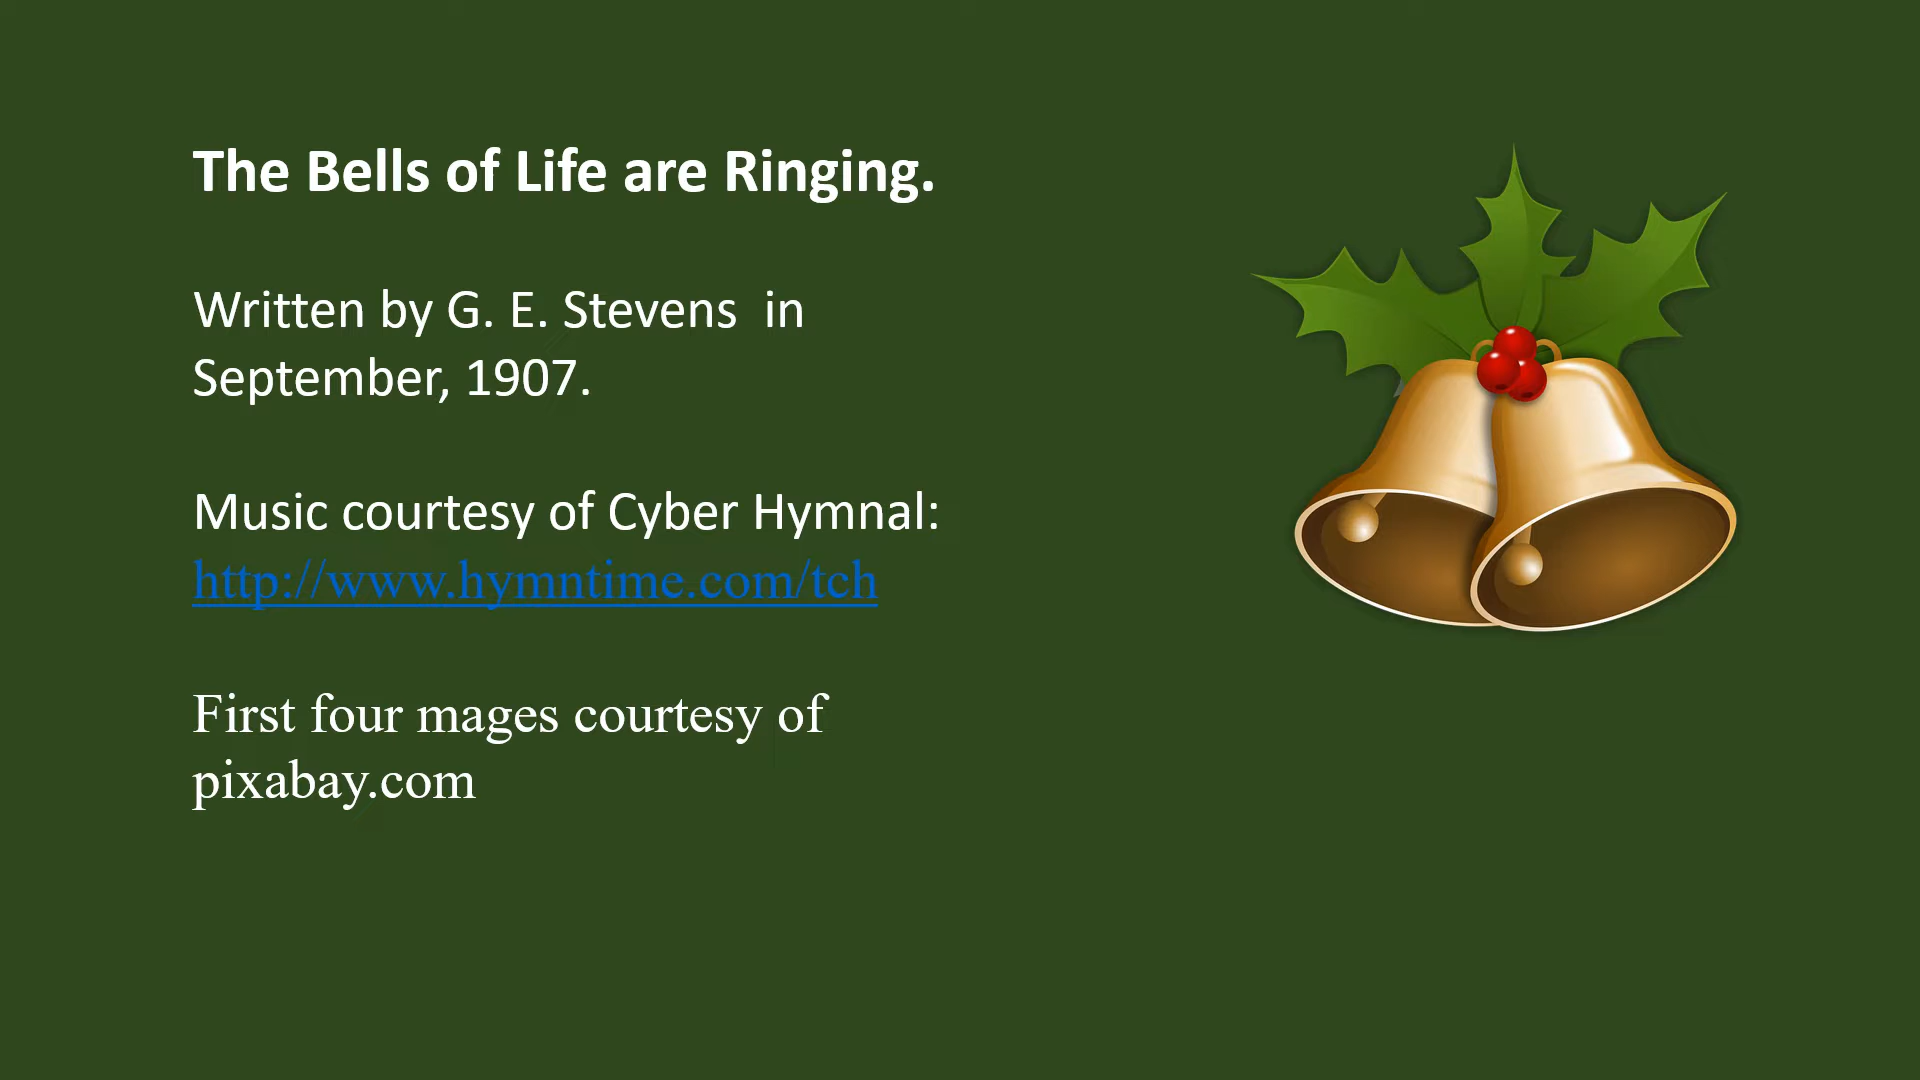 The Bells of Life are Ringing.
Written by G. E. Stevens  in
September, 1907.
Music courtesy of Cyber Hymnal:
http://www.hymntime.com/tch
First four mages courtesy of
pixabay.com